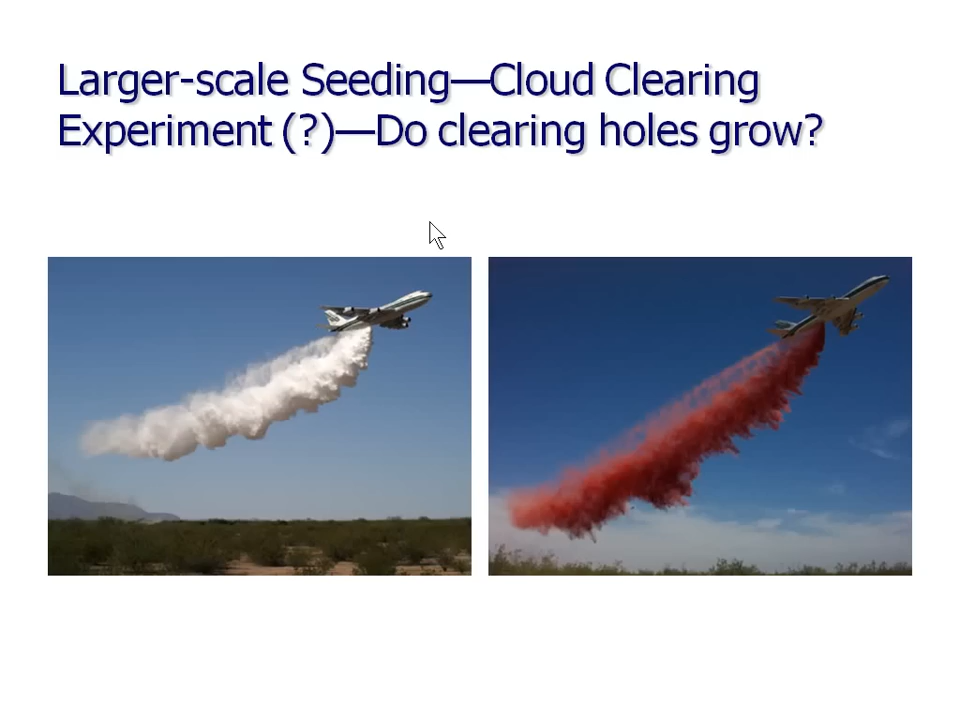 Larger-scale Seeding—Cloud Clearing
Experiment (?)—Do clearing holes grow?